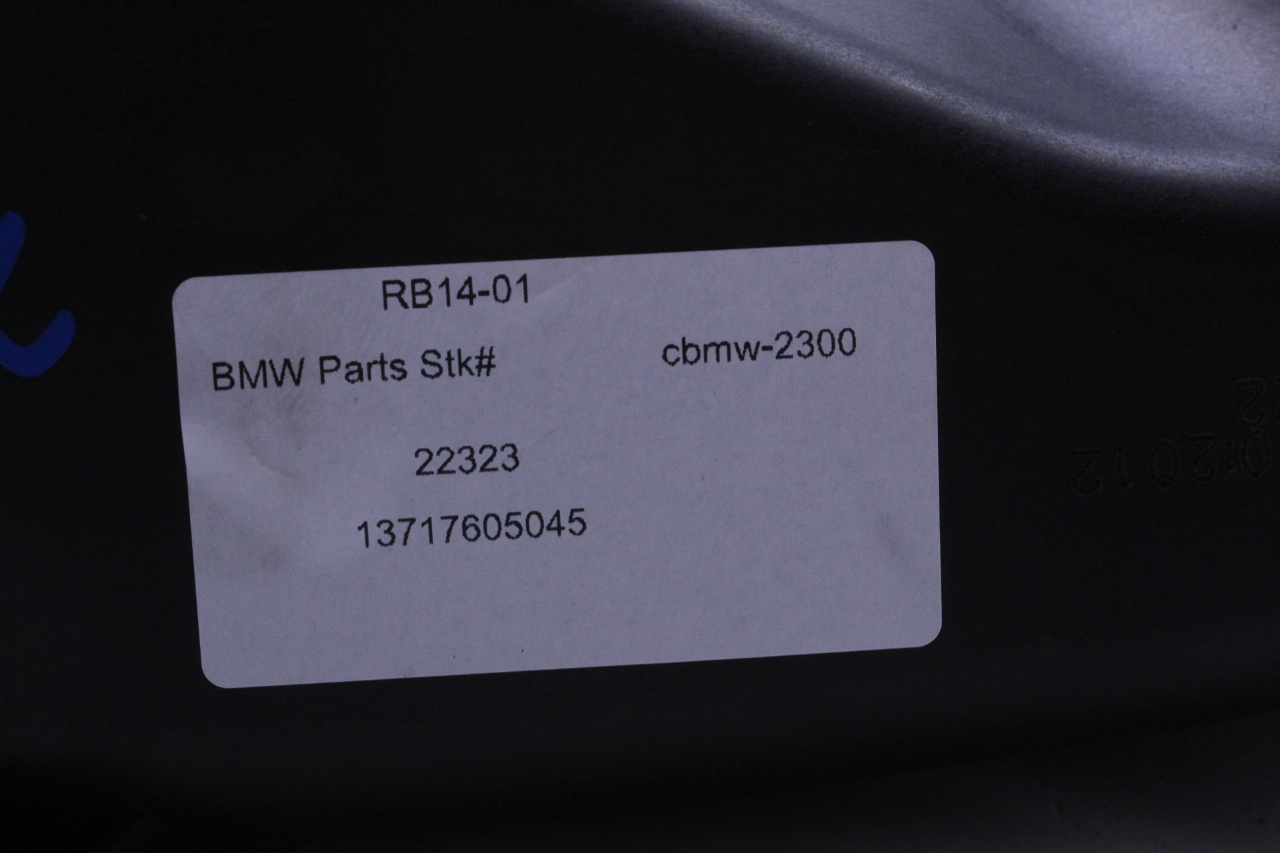 RB14-01
BMW Parts Stk# cbmw-2300
22323
13717605045